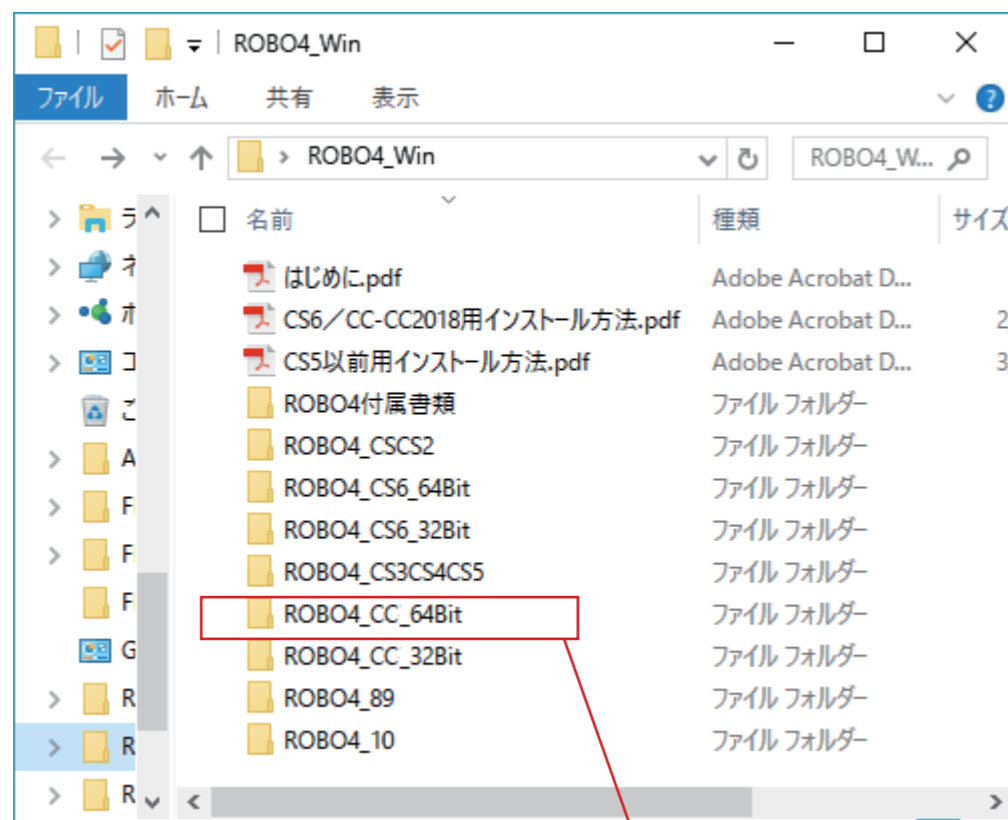 ROBO4_Win
ファイル ホーム 共有 表示
ROBO4_Win ROBO4_W...
名前 種類 サイズ
はじめに.pdf Adobe Acrobat D...
CS6／CC-CC2018用インストール方法.pdf Adobe Acrobat D... 2
CS5以前用インストール方法.pdf Adobe Acrobat D... 3
ROBO4付属書類 ファイル フォルダー
ROBO4_CSCS2 ファイル フォルダー
ROBO4_CS6_64Bit ファイル フォルダー
ROBO4_CS6_32Bit ファイル フォルダー
ROBO4_CS3CS4CS5 ファイル フォルダー
ROBO4_CC_64Bit ファイル フォルダー
ROBO4_CC_32Bit ファイル フォルダー
ROBO4_89 ファイル フォルダー
ROBO4_10 ファイル フォルダー
ラ
ネ
ホ
コ
ご
A
F
F
F
G
R
R
R